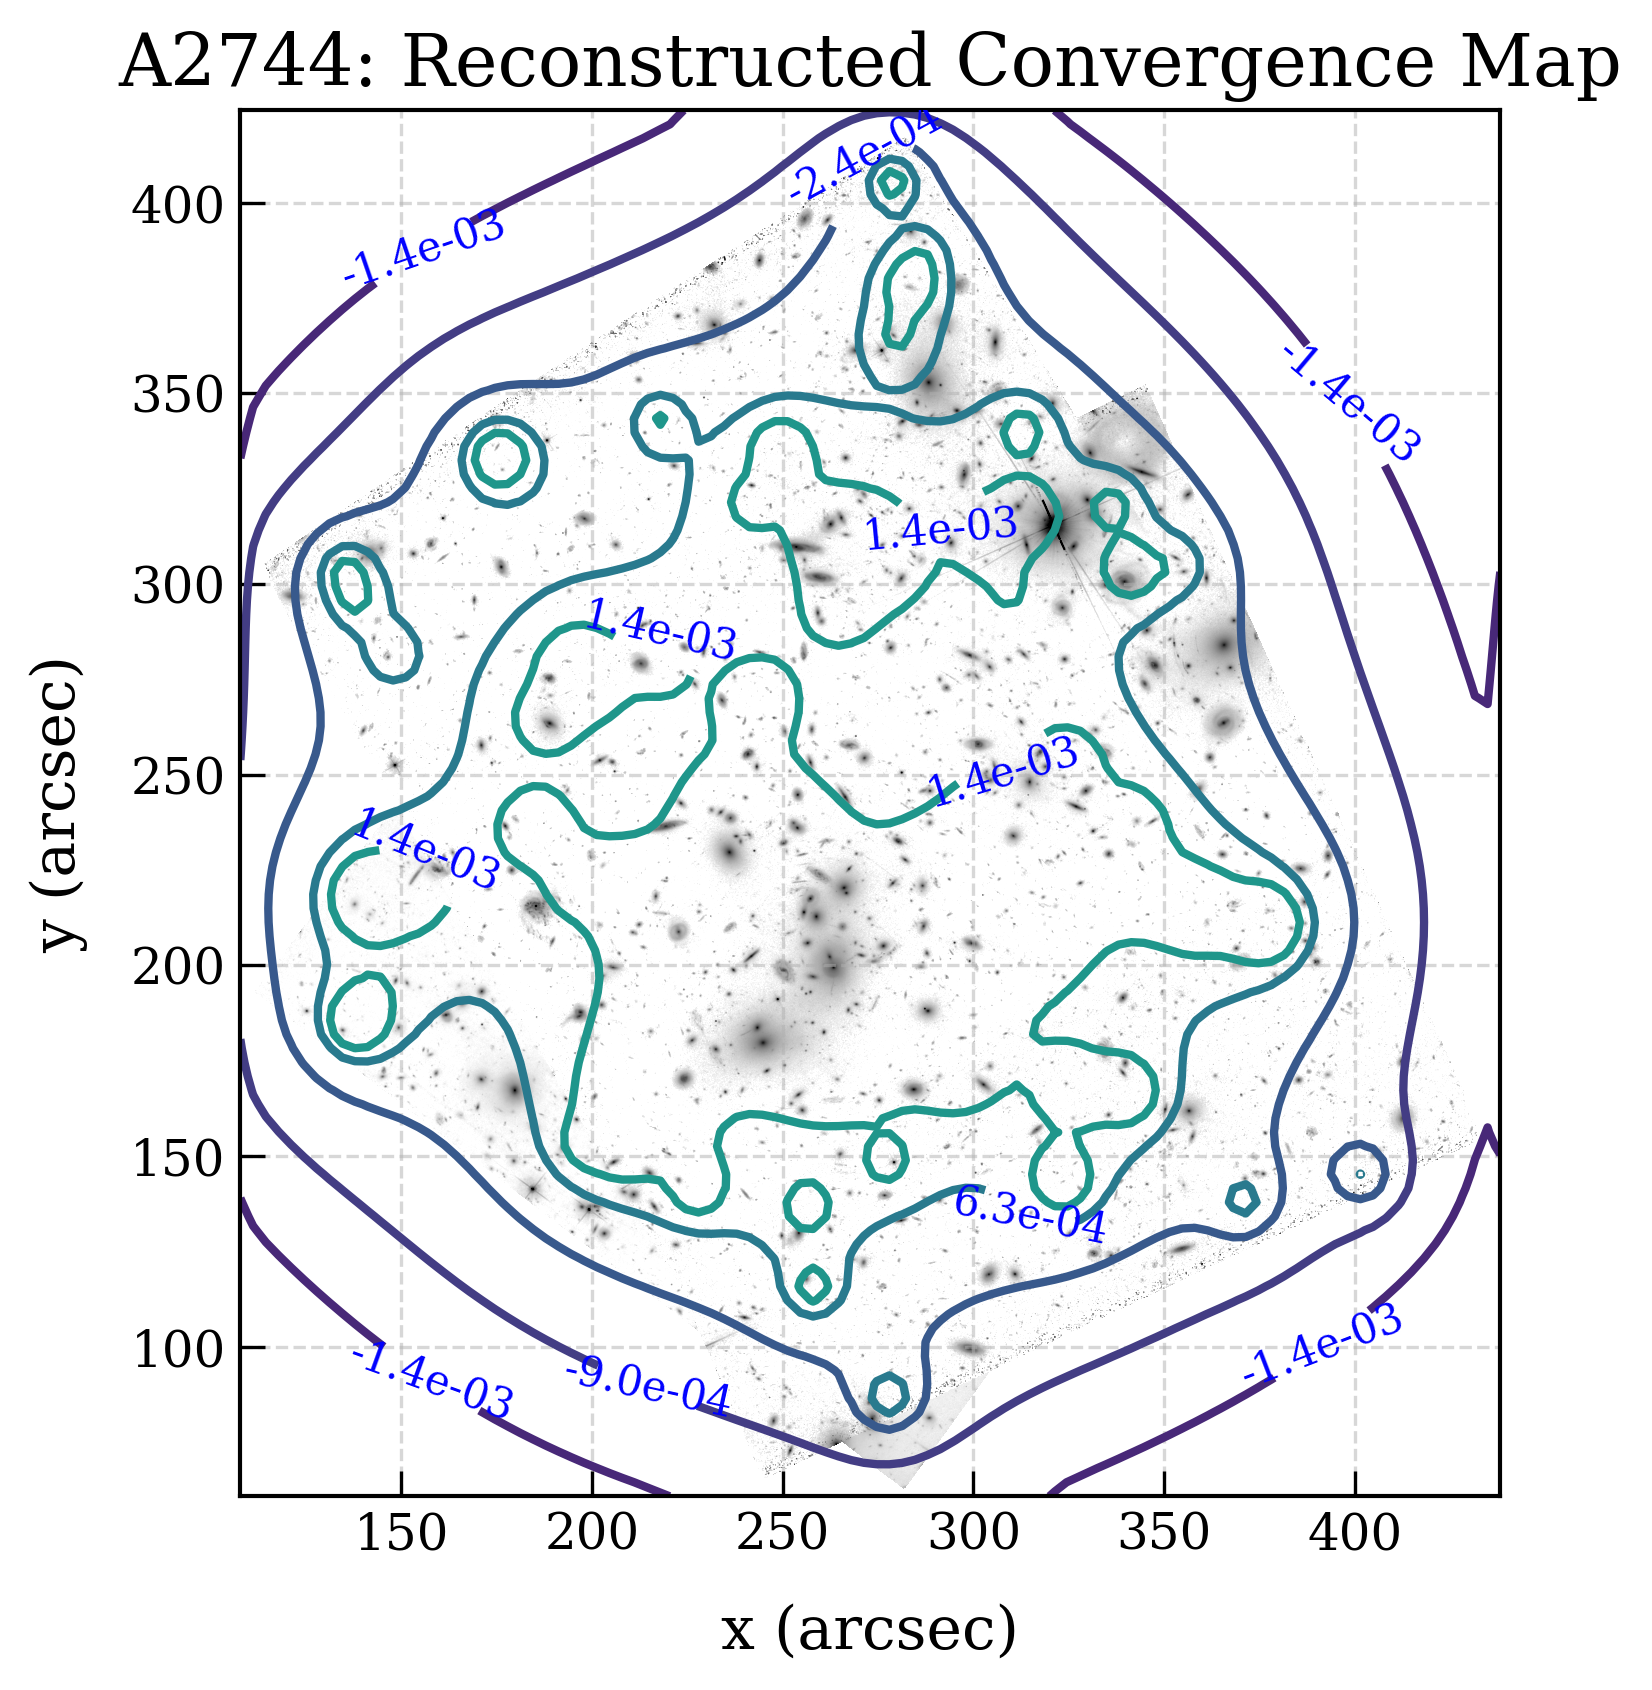 A2744: Reconstructed Convergence Map
-2.4e-04
400
-1.4e-03
-1.4e-03
350
1.4e-03
300
1.4e-03
1.4e-03
250
1.4e-03
200
150
6.3e-04
100
-1.4e-03
-1.4e-03
-9.0e-04
y (arcsec)
150 200 250 300 350 400
x (arcsec)